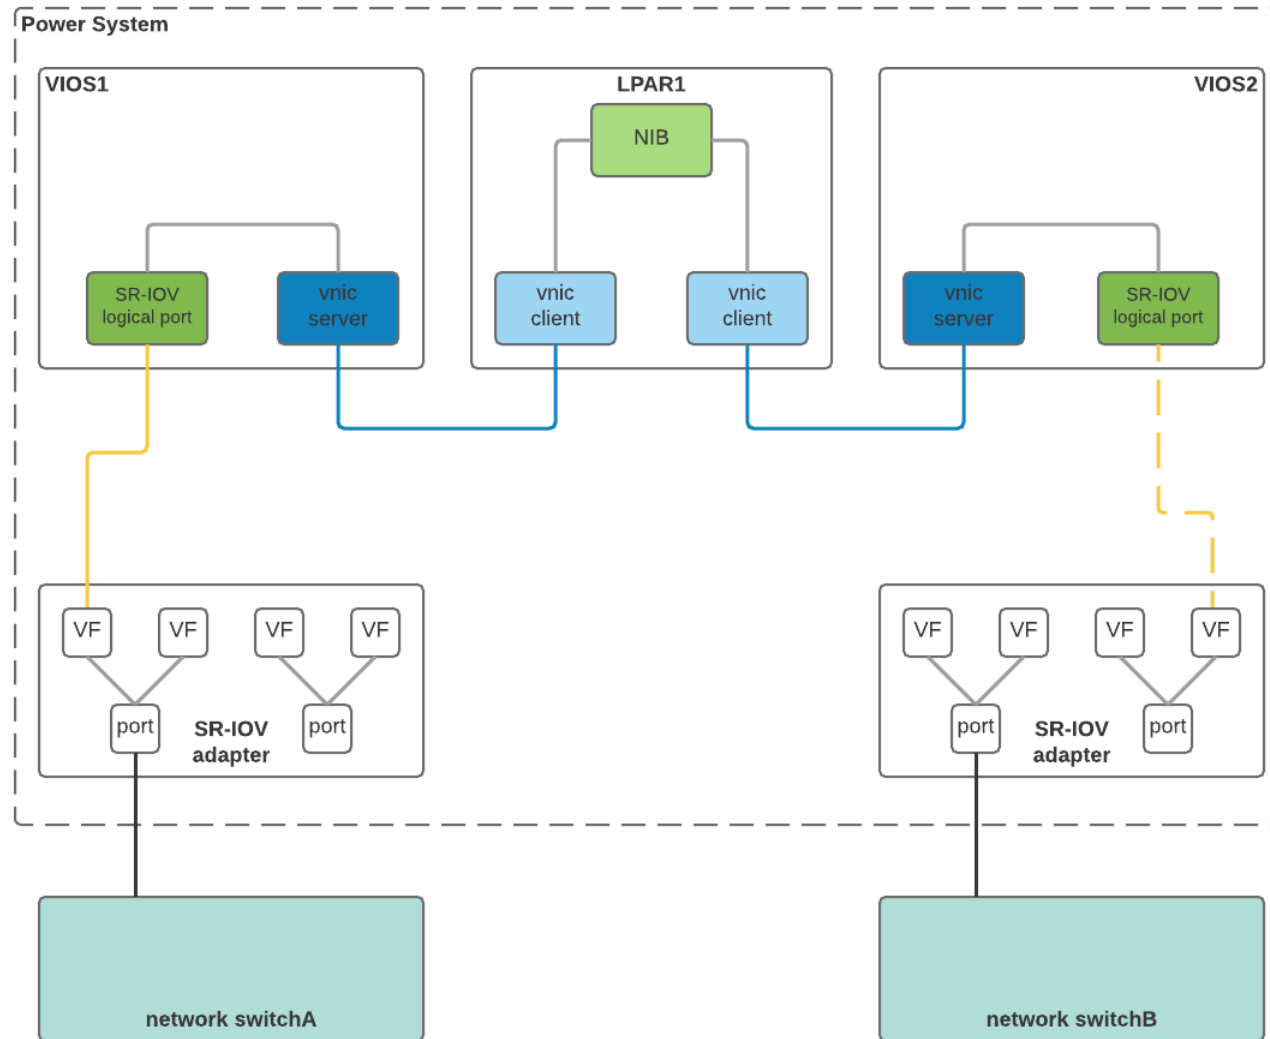 Power System
VIOS1
LPAR1
VIOS2
NIB
SR-IOV
logical port
vnic
server
vnic
client
vnic
client
vnic
server
SR-IOV
logical port
VF
VF
VF
VF
VF
VF
VF
VF
port
SR-IOV
adapter
port
port
SR-IOV
adapter
port
network switchA
network switchB